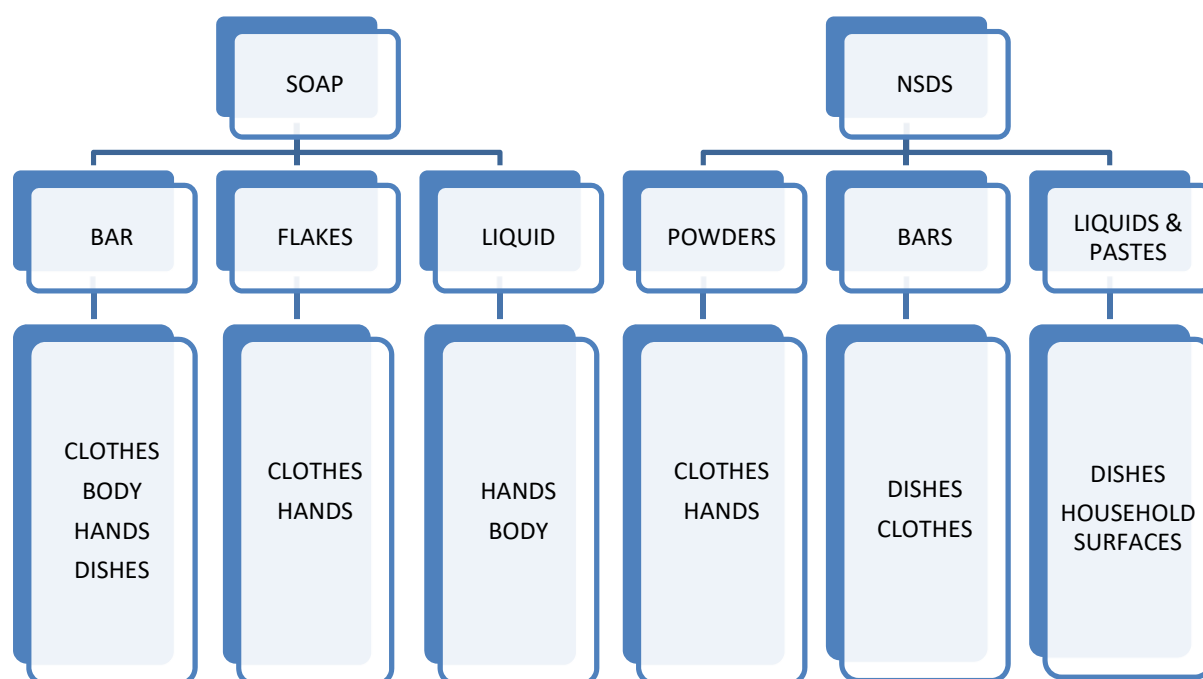 SOAP
NSDS
BAR
FLAKES
LIQUID
POWDERS
BARS
LIQUIDS &
PASTES
CLOTHES
BODY
HANDS
DISHES
CLOTHES
HANDS
HANDS
BODY
CLOTHES
HANDS
DISHES
CLOTHES
DISHES
HOUSEHOLD
SURFACES